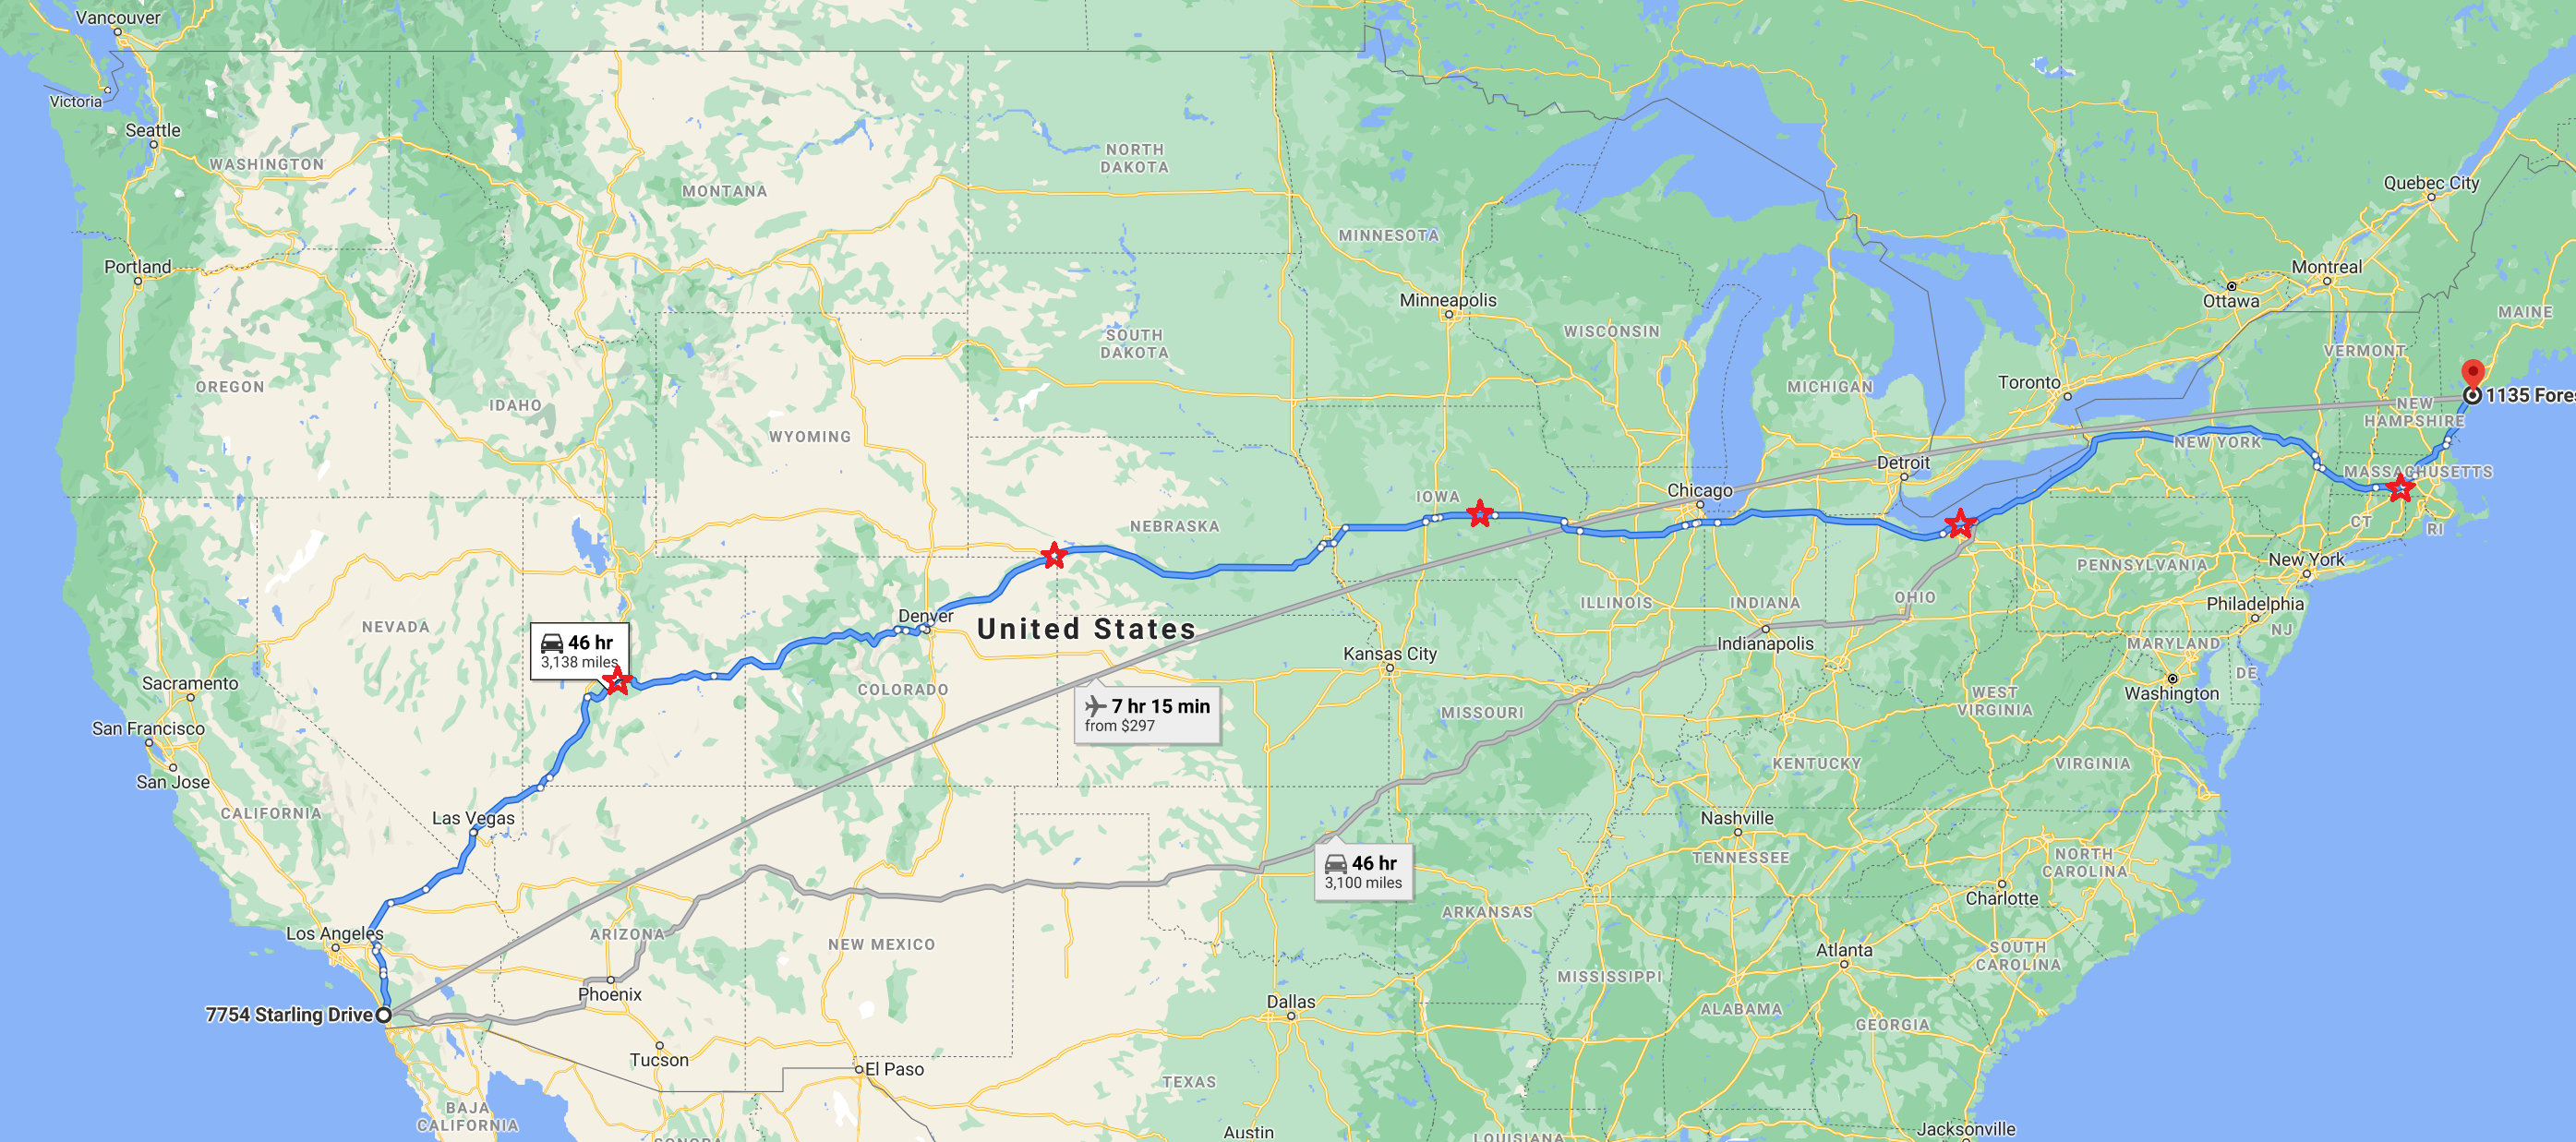 Vancouver
Victoria
Seattle
WASHINGTON
MONTANA
NORTH
DAKOTA
Quebec City
Portland
MINNESOTA
Montreal
Ottawa
Minneapolis
MAINE
SOUTH
DAKOTA
WISCONSIN
VERMONT
OREGON
IDAHO
MICHIGAN
Toronto
1135 Fores
NEW
HAMPSHIRE
WYOMING
NEW YORK
Detroit
MASSACHUSETTS
Chicago
IOWA
NEBRASKA
CT
RI
New York
PENNSYLVANIA
OHIO
ILLINOIS
INDIANA
Philadelphia
Denver
United States
NEVADA
NJ
46 hr
3,138 miles
Indianapolis
MARYLAND
Kansas City
DE
Sacramento
COLORADO
Washington
WEST
VIRGINIA
7 hr 15 min
from $297
MISSOURI
San Francisco
San Jose
KENTUCKY
VIRGINIA
CALIFORNIA
Las Vegas
Nashville
TENNESSEE
46 hr
3,100 miles
NORTH
CAROLINA
Charlotte
ARKANSAS
Los Angeles
ARIZONA
NEW MEXICO
Atlanta
SOUTH
CAROLINA
MISSISSIPPI
Phoenix
Dallas
ALABAMA
7754 Starling Drive
GEORGIA
Tucson
El Paso
TEXAS
BAJA
CALIFORNIA
Austin
Jacksonville
SONORA
LOUISIANA